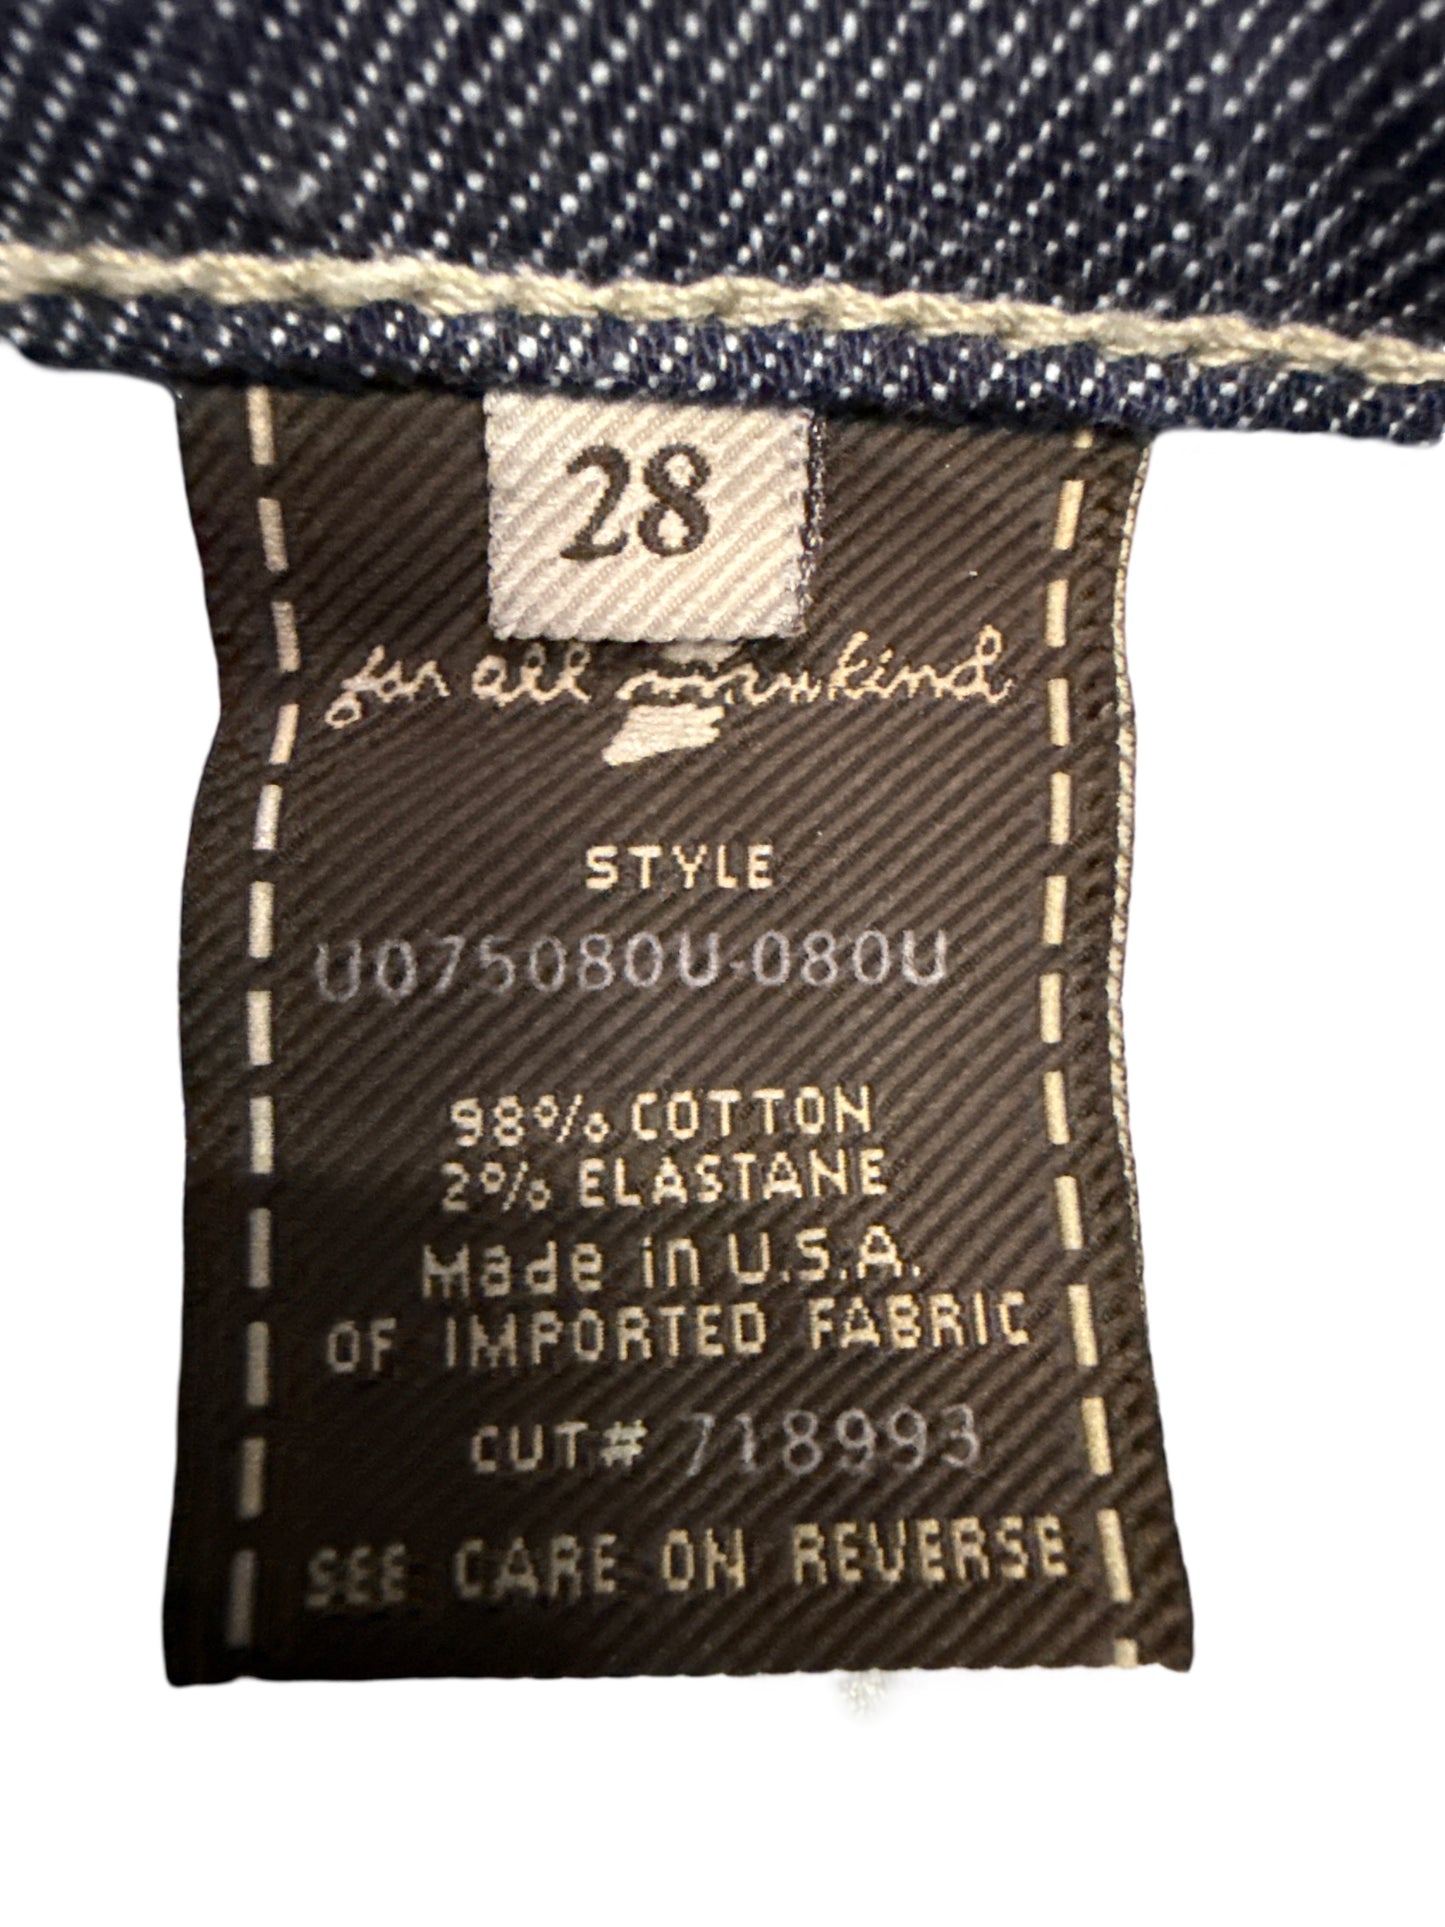 28
for all mankind
STYLE
U075080U-080U
98% COTTON
2% ELASTANE
Made in U.S.A.
OF IMPORTED FABRIC
CUT# 718993
SEE CARE ON REVERSE